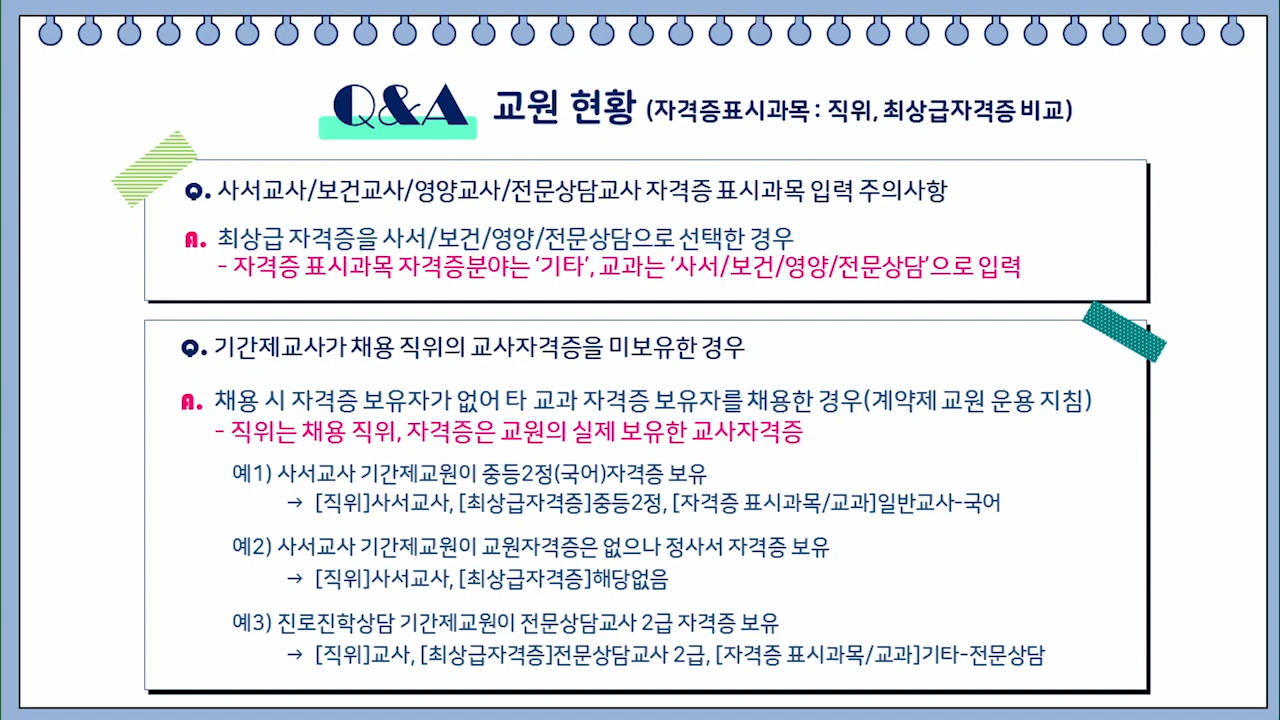 Q&A 교원 현황 (자격증표시과목 : 직위, 최상급자격증 비교)
Q. 사서교사/보건교사/영양교사/전문상담교사 자격증 표시과목 입력 주의사항
A. 최상급 자격증을 사서/보건/영양/전문상담으로 선택한 경우
- 자격증 표시과목 자격증분야는 '기타', 교과는 '사서/보건/영양/전문상담'으로 입력
Q. 기간제교사가 채용 직위의 교사자격증을 미보유한 경우
A. 채용 시 자격증 보유자가 없어 타 교과 자격증 보유자를 채용한 경우(계약제 교원 운용 지침)
- 직위는 채용 직위, 자격증은 교원의 실제 보유한 교사자격증
예1) 사서교사 기간제교원이 중등2정(국어)자격증 보유
→ [직위]사서교사, [최상급자격증]중등2정, [자격증 표시과목/교과]일반교사-국어
예2) 사서교사 기간제교원이 교원자격증은 없으나 정사서 자격증 보유
→ [직위]사서교사, [최상급자격증]해당없음
예3) 진로진학상담 기간제교원이 전문상담교사 2급 자격증 보유
→ [직위]교사, [최상급자격증]전문상담교사 2급, [자격증 표시과목/교과]기타-전문상담